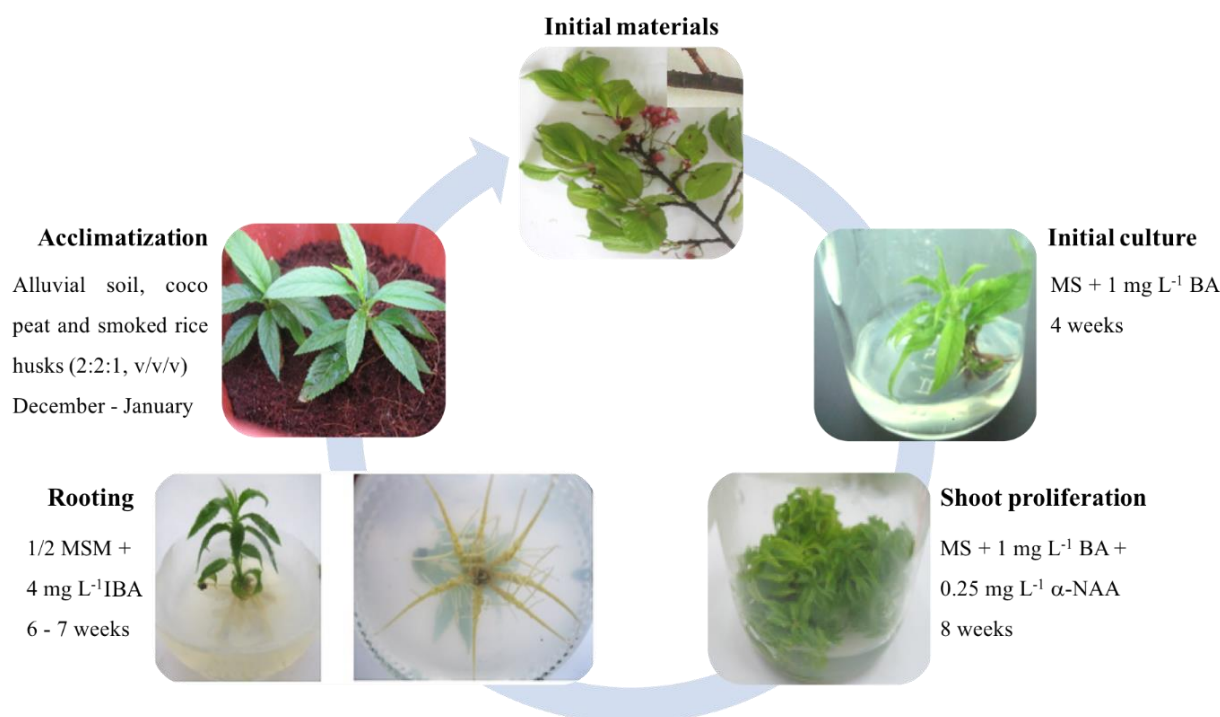 Initial materials
Initial culture
MS + 1 mg L⁻¹ BA
4 weeks
Shoot proliferation
MS + 1 mg L⁻¹ BA +
0.25 mg L⁻¹ α-NAA
8 weeks
Rooting
1/2 MSM +
4 mg L⁻¹ IBA
6 - 7 weeks
Acclimatization
Alluvial soil, coco
peat and smoked rice
husks (2:2:1, v/v/v)
December - January